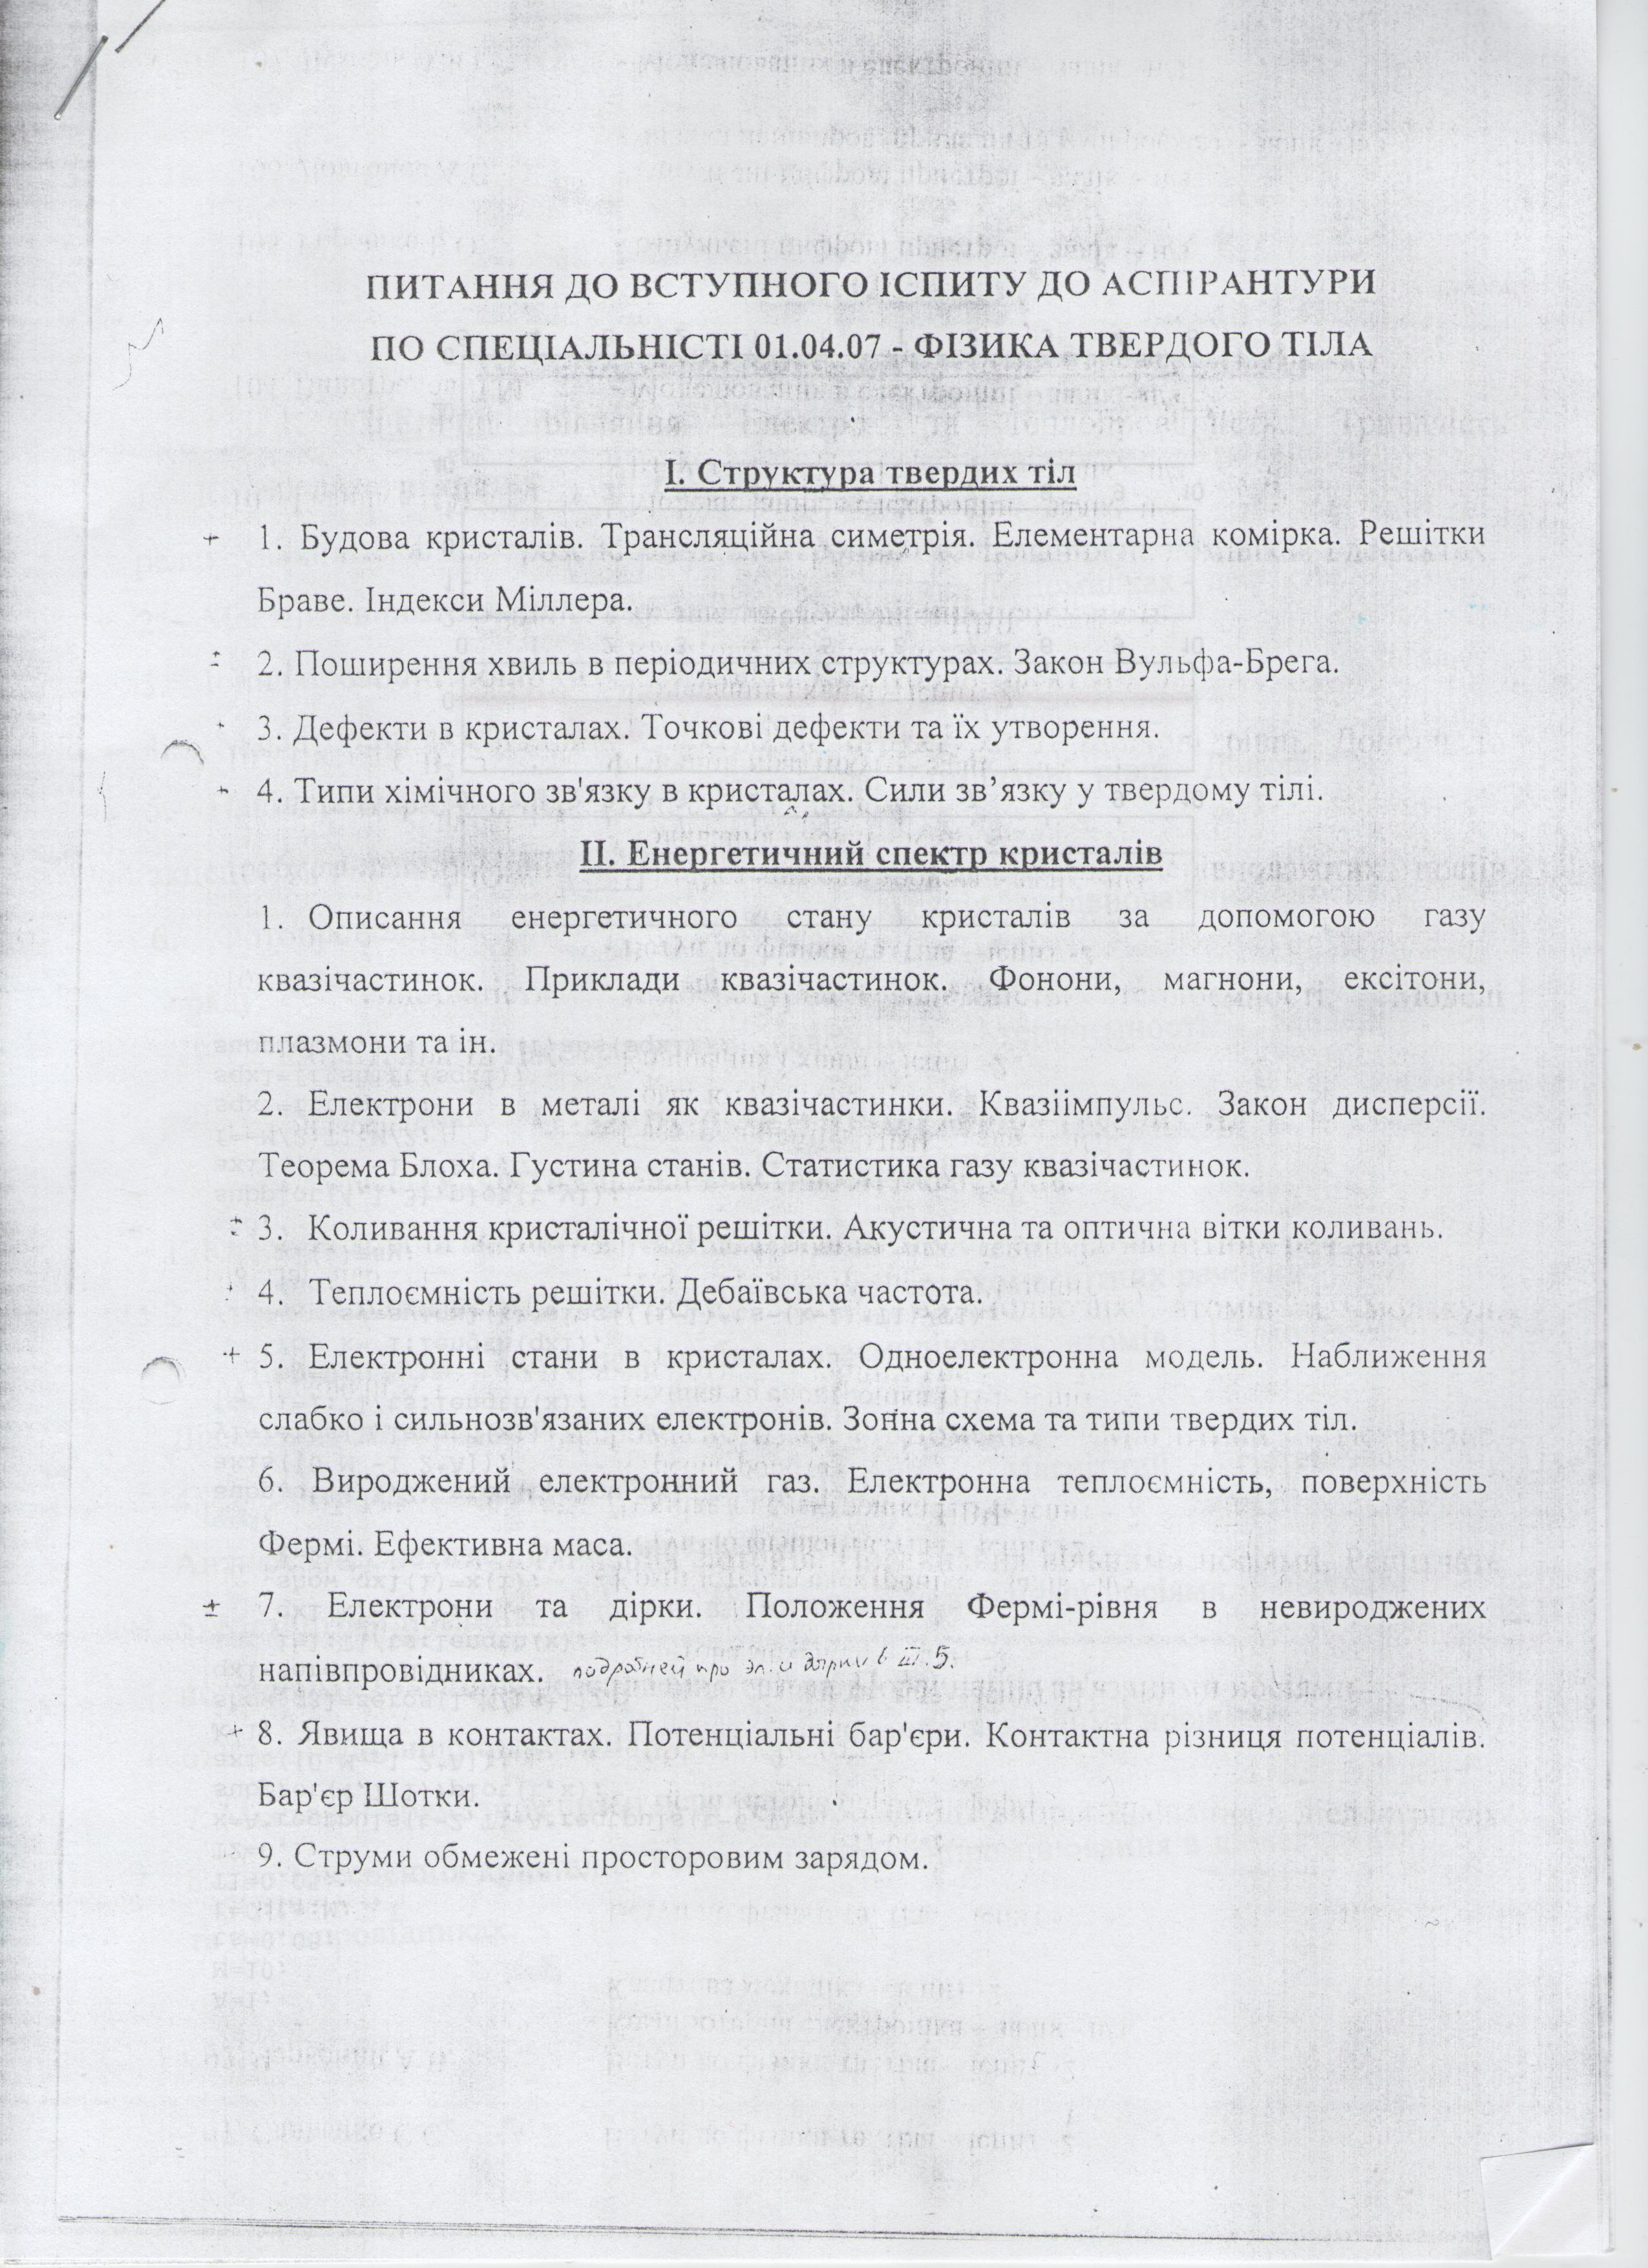 ПИТАННЯ ДО ВСТУПНОГО ІСПИТУ ДО АСПІРАНТУРИ
ПО СПЕЦІАЛЬНІСТІ 01.04.07 - ФІЗИКА ТВЕРДОГО ТІЛА
І. Структура твердих тіл
+ 1. Будова кристалів. Трансляційна симетрія. Елементарна комірка. Решітки
Браве. Індекси Міллера.
2. Поширення хвиль в періодичних структурах. Закон Вульфа-Брега.
3. Дефекти в кристалах. Точкові дефекти та їх утворення.
4. Типи хімічного зв'язку в кристалах. Сили зв’язку у твердому тілі.
ІІ. Енергетичний спектр кристалів
1. Описання енергетичного стану кристалів за допомогою газу
квазічастинок. Приклади квазічастинок. Фонони, магнони, ексітони,
плазмони та ін.
2. Електрони в металі як квазічастинки. Квазіімпульс. Закон дисперсії.
Теорема Блоха. Густина станів. Статистика газу квазічастинок.
3. Коливання кристалічної решітки. Акустична та оптична вітки коливань.
4. Теплоємність решітки. Дебаївська частота.
+ 5. Електронні стани в кристалах. Одноелектронна модель. Наближення
слабко і сильнозв'язаних електронів. Зонна схема та типи твердих тіл.
6. Вироджений електронний газ. Електронна теплоємність, поверхність
Фермі. Ефективна маса.
± 7. Електрони та дірки. Положення Фермі-рівня в невироджених
напівпровідниках. про эл. и дырки в III.5.
+ 8. Явища в контактах. Потенціальні бар'єри. Контактна різниця потенціалів.
Бар'єр Шотки.
9. Струми обмежені просторовим зарядом.